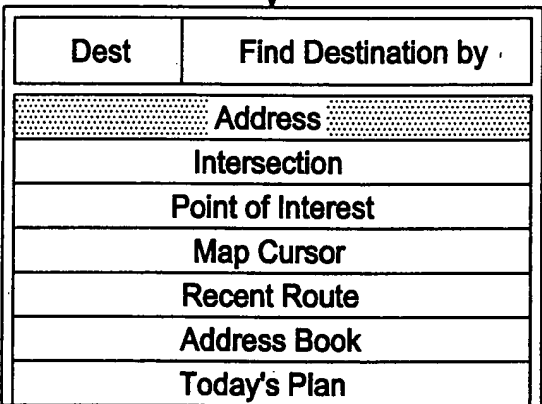 Dest Find Destination by
Address
Intersection
Point of Interest
Map Cursor
Recent Route
Address Book
Today's Plan